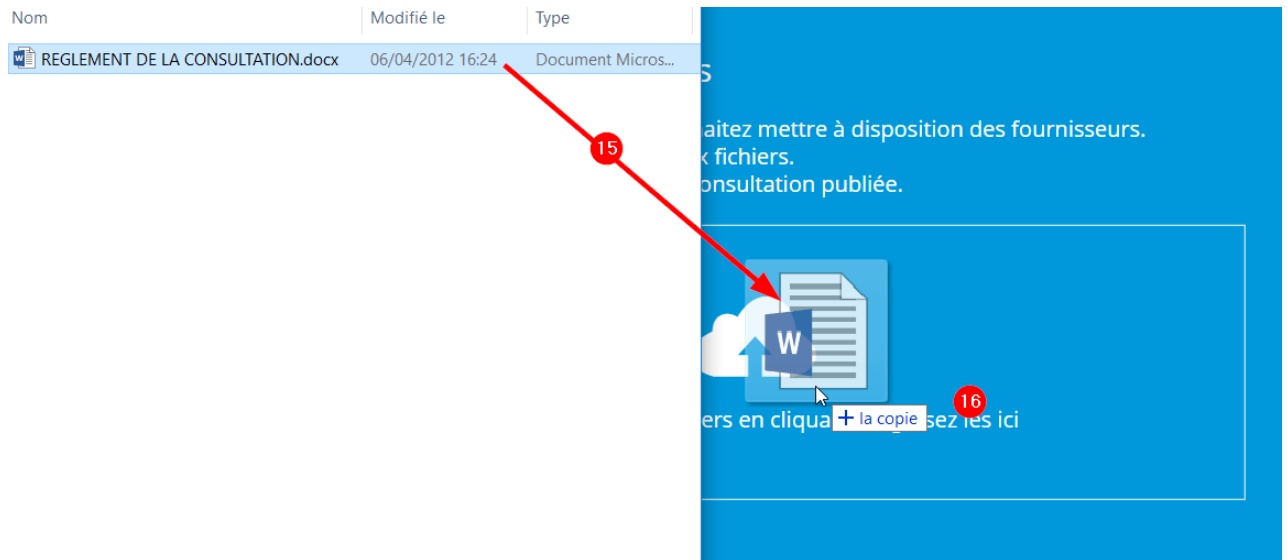 Nom Modifié le Type
REGLEMENT DE LA CONSULTATION.docx 06/04/2012 16:24 Document Micros...
s
aitez mettre à disposition des fournisseurs.
15
x fichiers.
onsultation publiée.
W
16
+ la copie
ers en cliqua sez les ici